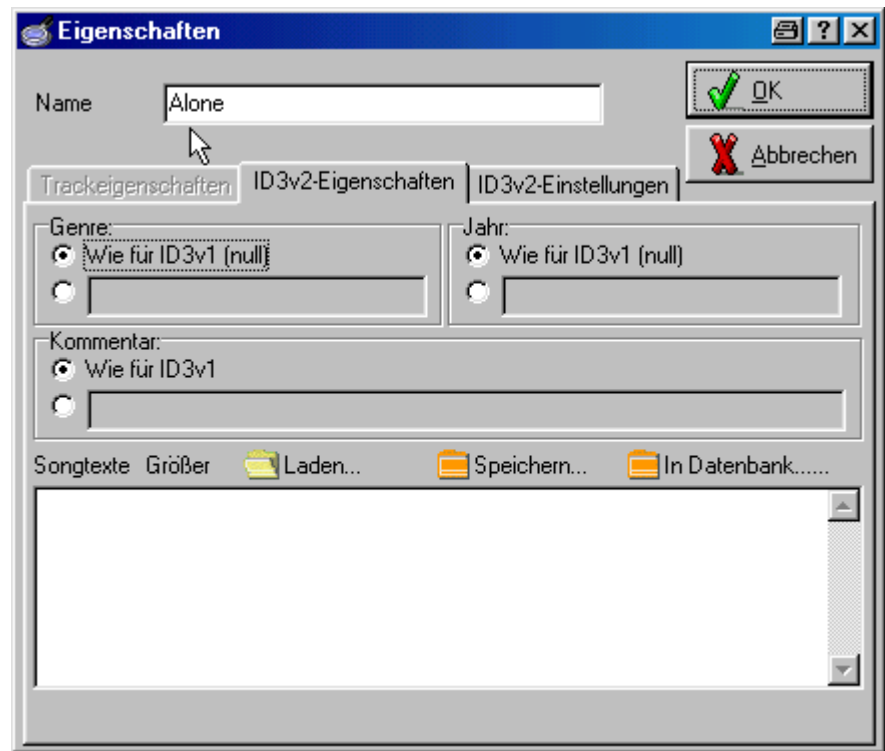 Eigenschaften
?
Name Alone
OK
Abbrechen
Trackeigenschaften ID3v2-Eigenschaften ID3v2-Einstellungen
Genre: Jahr:
Wie für ID3v1 (null) Wie für ID3v1 (null)
Kommentar:
Wie für ID3v1
Songtexte Größer Laden... Speichern... In Datenbank......